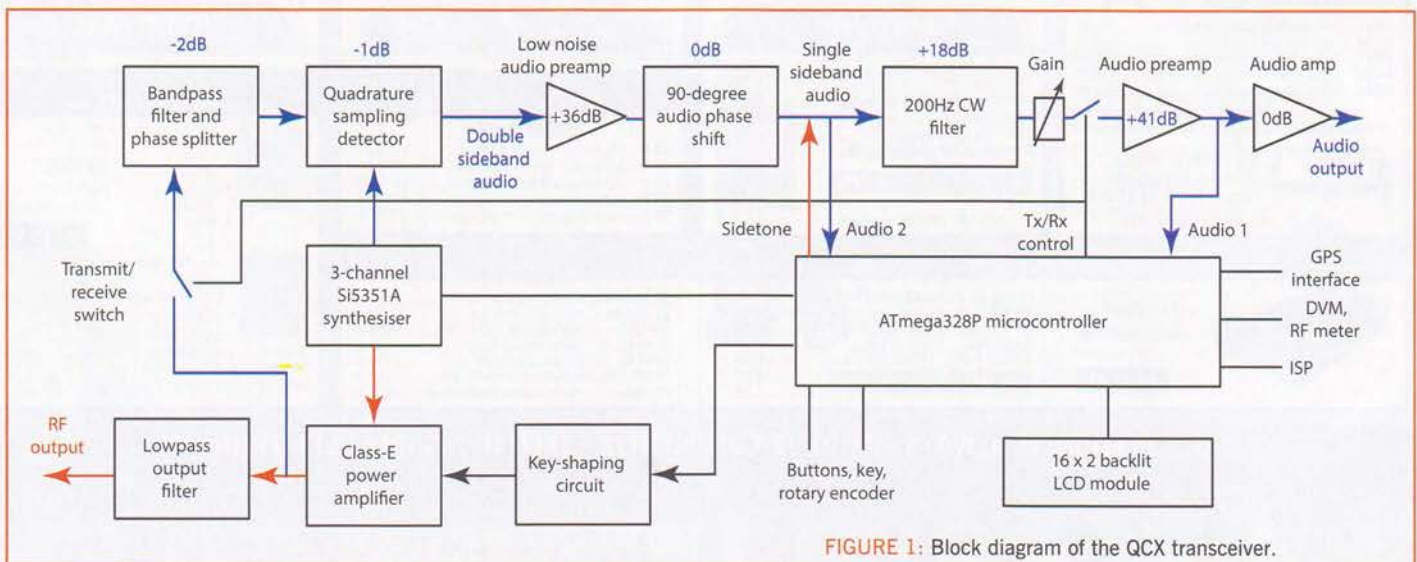 -2dB
Bandpass
filter and
phase splitter
-1dB
Quadrature
sampling
detector
Double
sideband
audio
Low noise
audio preamp
+36dB
0dB
90-degree
audio phase
shift
Single
sideband
audio
+18dB
200Hz CW
filter
Gain
Audio preamp
+41dB
Audio amp
0dB
Audio
output
Transmit/
receive
switch
3-channel
Si5351A
synthesiser
Sidetone
Audio 2
Tx/Rx
control
Audio 1
ATmega328P microcontroller
GPS
interface
DVM,
RF meter
ISP
RF
output
Lowpass
output
filter
Class-E
power
amplifier
Key-shaping
circuit
Buttons, key,
rotary encoder
16 x 2 backlit
LCD module
FIGURE 1: Block diagram of the QCX transceiver.